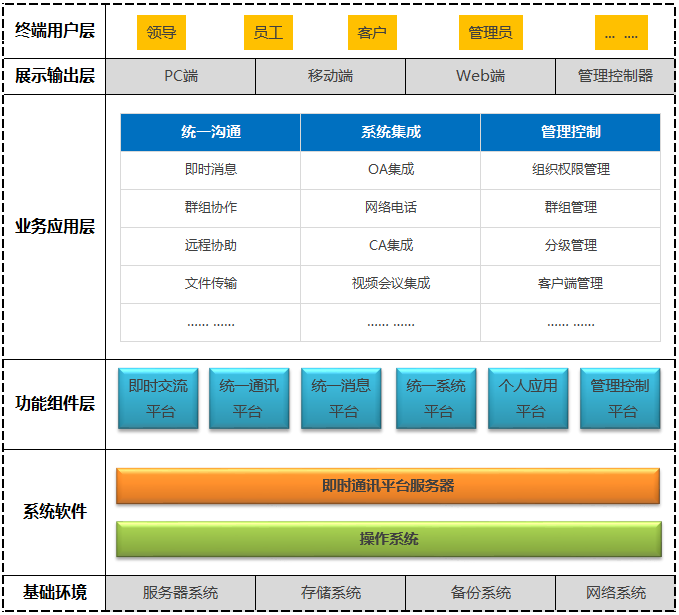 终端用户层
领导
员工
客户
管理员
... ....
展示输出层
PC端
移动端
Web端
管理控制器
业务应用层
统一沟通
系统集成
管理控制
即时消息
OA集成
组织权限管理
群组协作
网络电话
群组管理
远程协助
CA集成
分级管理
文件传输
视频会议集成
客户端管理
...... ......
...... ......
...... ......
功能组件层
即时交流
平台
统一通讯
平台
统一消息
平台
统一系统
平台
个人应用
平台
管理控制
平台
系统软件
即时通讯平台服务器
操作系统
基础环境
服务器系统
存储系统
备份系统
网络系统